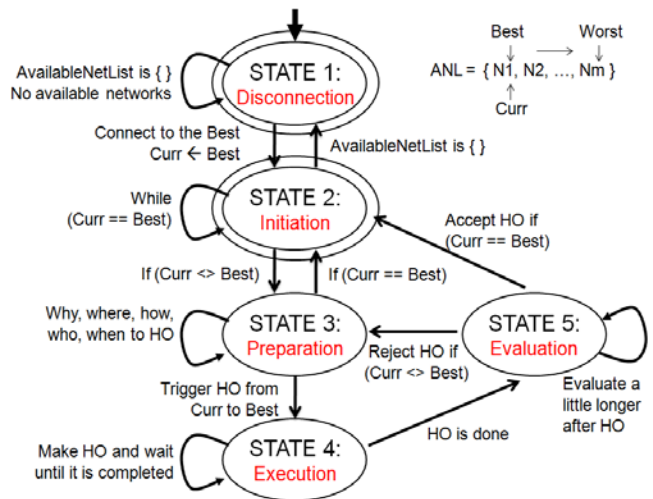 Best Worst
ANL = { N1, N2, ..., Nm }
Curr
AvailableNetList is { }
No available networks
STATE 1:
Disconnection
Connect to the Best
Curr ← Best
AvailableNetList is { }
While
(Curr == Best)
STATE 2:
Initiation
Accept HO if
(Curr == Best)
If (Curr <> Best)
If (Curr == Best)
Why, where, how,
who, when to HO
STATE 3:
Preparation
Reject HO if
(Curr <> Best)
STATE 5:
Evaluation
Evaluate a
little longer
after HO
Trigger HO from
Curr to Best
HO is done
Make HO and wait
until it is completed
STATE 4:
Execution